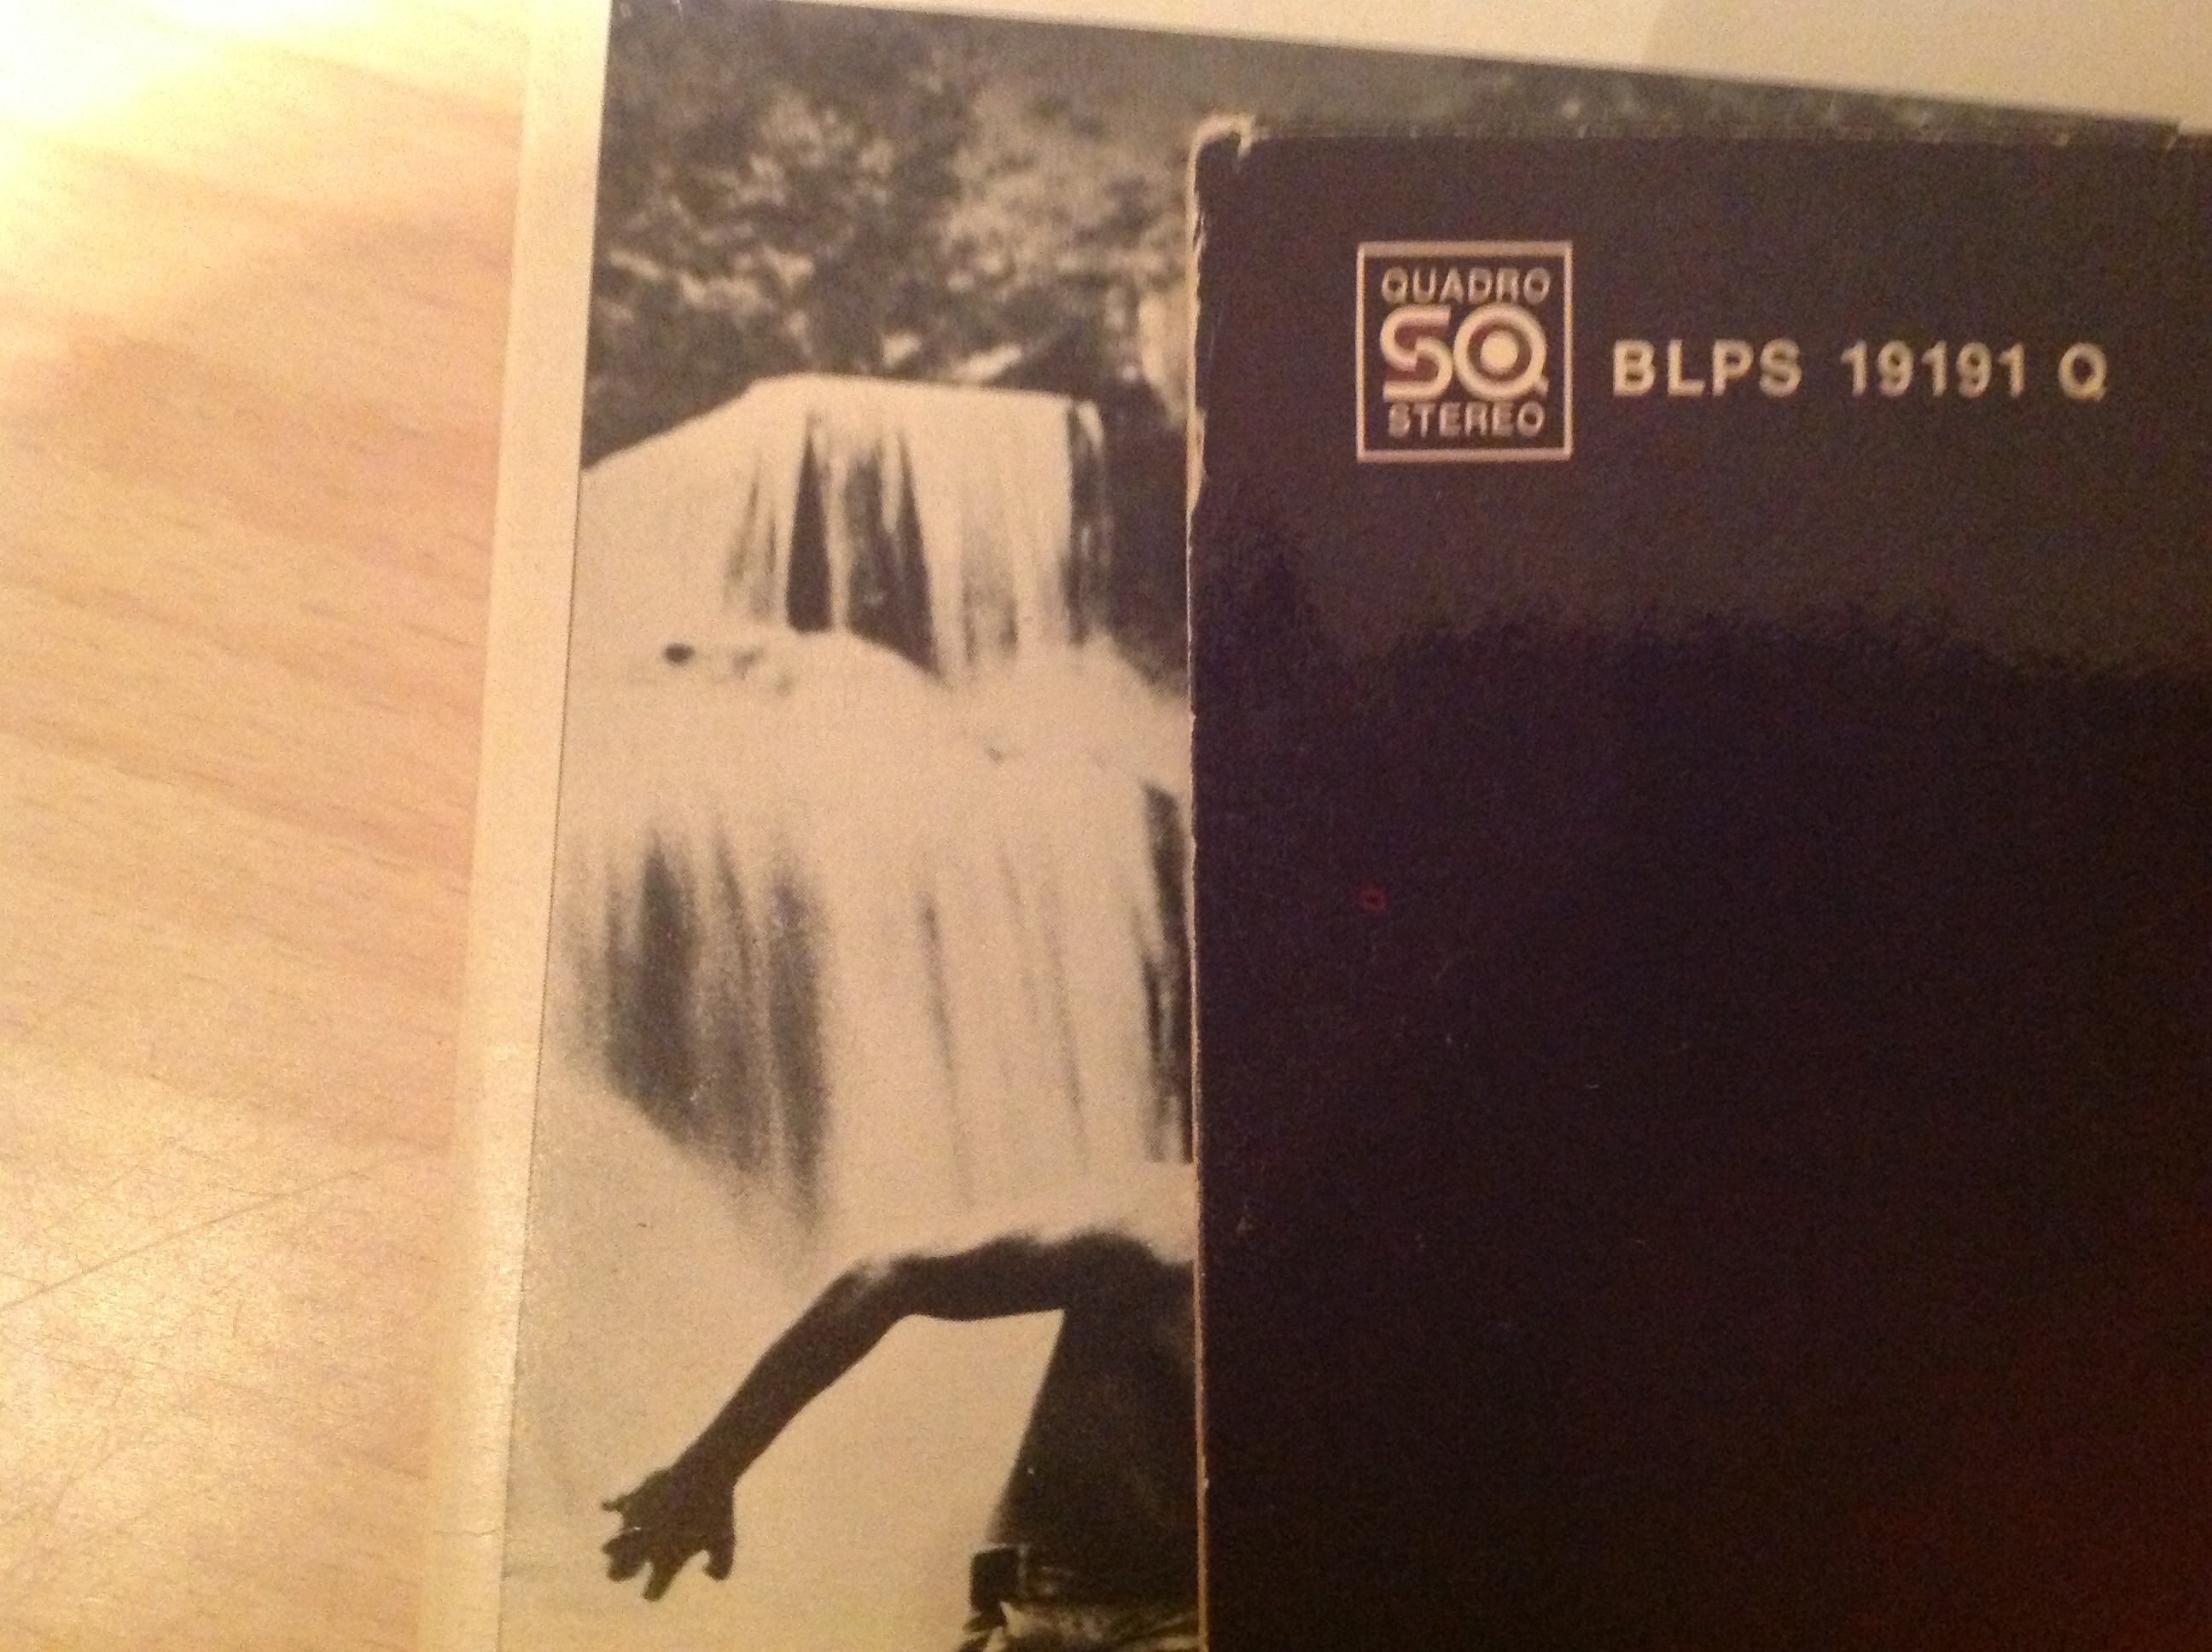 QUADRO
SQ
STEREO
BLPS 19191 Q